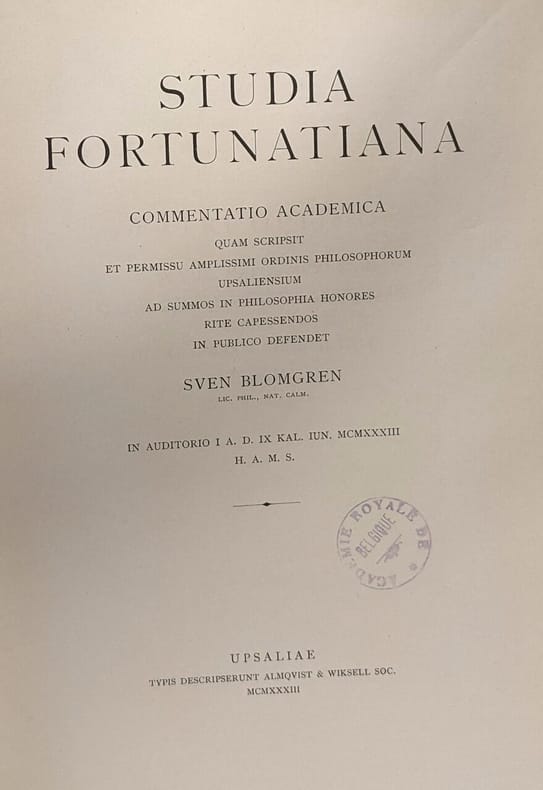 STUDIA
FORTUNATIANA
COMMENTATIO ACADEMICA
QUAM SCRIPSIT
ET PERMISSU AMPLISSIMI ORDINIS PHILOSOPHORUM
UPSALIENSIUM
AD SUMMOS IN PHILOSOPHIA HONORES
RITE CAPESSENDOS
IN PUBLICO DEFENDET
SVEN BLOMGREN
LIC. PHIL., NAT. CALM.
IN AUDITORIO I A. D. IX KAL. IUN. MCMXXXIII
H. A. M. S.
ACADEMIE ROYALE DE
BELGIQUE
UPSALIAE
TYPIS DESCRIPSERUNT ALMQVIST & WIKSELL SOC.
MCMXXXIII